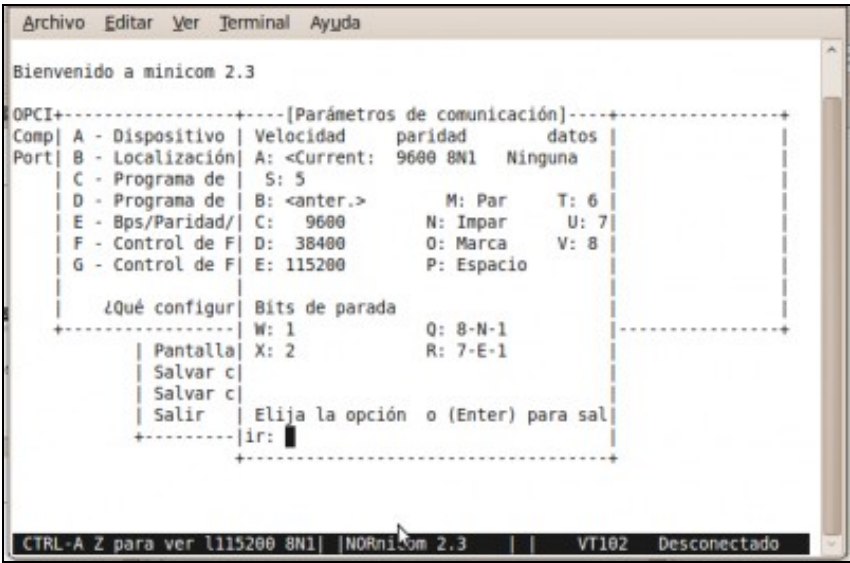 Archivo Editar Ver Terminal Ayuda
Bienvenido a minicom 2.3
OPCI+-----------------+----[Parámetros de comunicación]----+----------------+
Comp| A - Dispositivo | Velocidad paridad datos | |
Port| B - Localización| A: <Current: 9600 8N1 Ninguna | |
| C - Programa de | S: 5 | |
| D - Programa de | B: <anter.> M: Par T: 6 | |
| E - Bps/Paridad/| C: 9600 N: Impar U: 7| |
| F - Control de F| D: 38400 O: Marca V: 8 | |
| G - Control de F| E: 115200 P: Espacio | |
| | | |
| ¿Qué configur| Bits de parada | |
+-----------------| W: 1 Q: 8-N-1 |----------------+
| Pantalla| X: 2 R: 7-E-1 |
| Salvar c| |
| Salvar c| |
| Salir | Elija la opción o (Enter) para sal|
+---------|ir: |
+-----------------------------------+
CTRL-A Z para ver l115200 8N1| |NORnicom 2.3 | | VT102 Desconectado